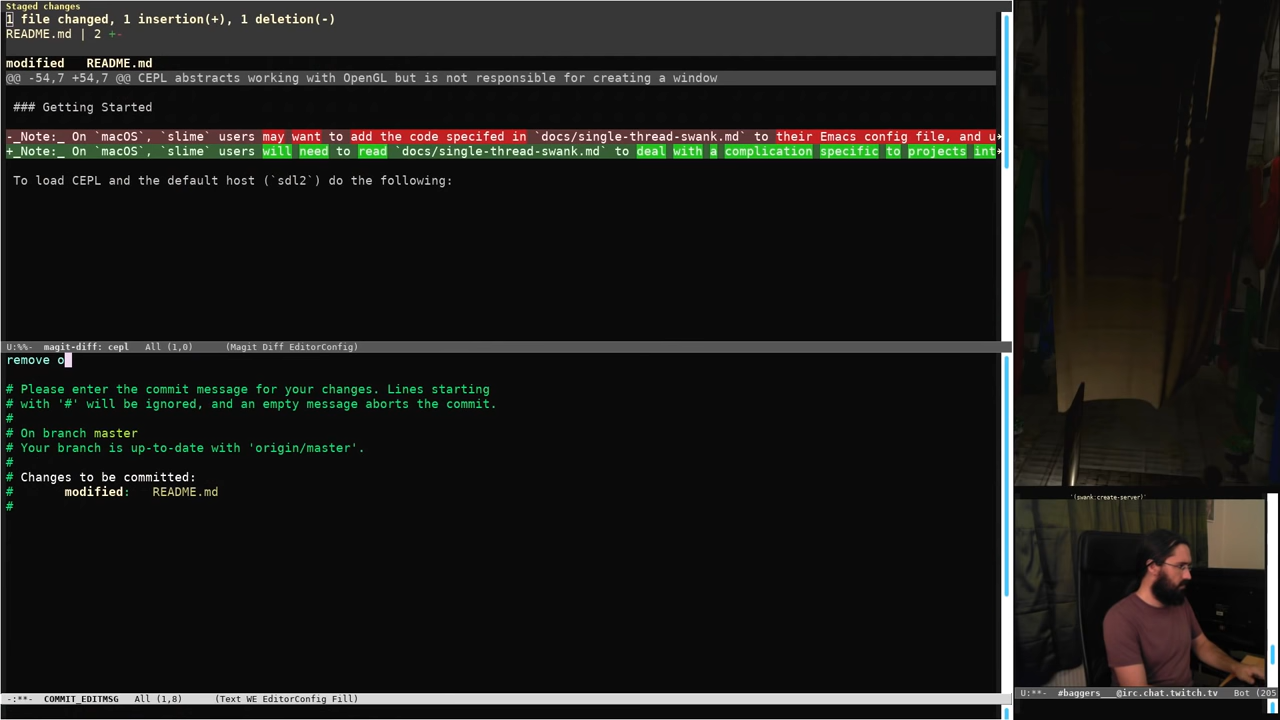 Staged changes
1 file changed, 1 insertion(+), 1 deletion(-)
README.md | 2 +-
modified   README.md
@@ -54,7 +54,7 @@ CEPL abstracts working with OpenGL but is not responsible for creating a window
### Getting Started
-_Note:_ On `macOS`, `slime` users may want to add the code specifed in `docs/single-thread-swank.md` to their Emacs config file, and u
+_Note:_ On `macOS`, `slime` users will need to read `docs/single-thread-swank.md` to deal with a complication specific to projects int
To load CEPL and the default host (`sdl2`) do the following:
U:%%-  magit-diff: cepl   All (1,0)     (Magit Diff EditorConfig)
remove o
# Please enter the commit message for your changes. Lines starting
# with '#' will be ignored, and an empty message aborts the commit.
#
# On branch master
# Your branch is up-to-date with 'origin/master'.
#
# Changes to be committed:
#       modified:   README.md
#
-:**-  COMMIT_EDITMSG   All (1,8)     (Text WE EditorConfig Fill)
`(swank:create-server)`
U:**-  #baggers___@irc.chat.twitch.tv   Bot (205